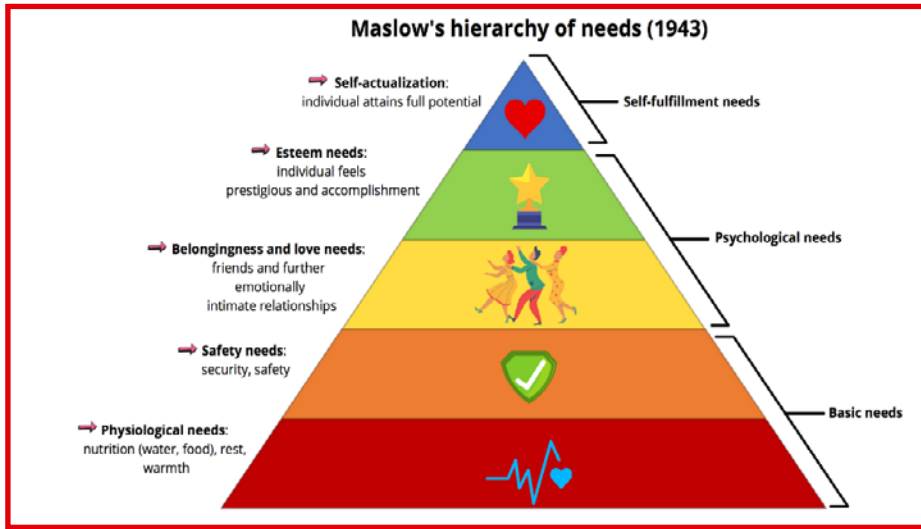 Maslow's hierarchy of needs (1943)
Self-actualization:
individual attains full potential
Self-fulfillment needs
Esteem needs:
individual feels
prestigious and accomplishment
Psychological needs
Belongingness and love needs:
friends and further
emotionally
intimate relationships
Safety needs:
security, safety
Basic needs
Physiological needs:
nutrition (water, food), rest,
warmth